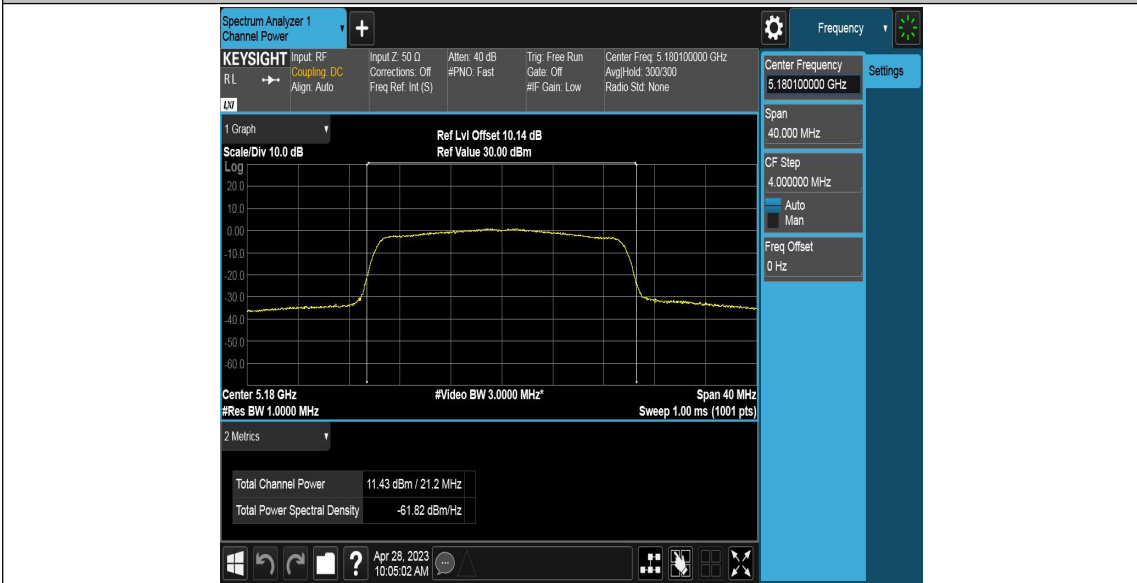 Spectrum Analyzer 1
Channel Power
+
Frequency
KEYSIGHT
R L
LXI
Input: RF
Coupling: DC
Align: Auto
Input Z: 50 Ω
Corrections: Off
Freq Ref: Int (S)
Atten: 40 dB
#PNO: Fast
Trig: Free Run
Gate: Off
#IF Gain: Low
Center Freq: 5.180100000 GHz
Avg|Hold: 300/300
Radio Std: None
Center Frequency
5.180100000 GHz
Settings
Span
40.000 MHz
CF Step
4.000000 MHz
Auto
Man
Freq Offset
0 Hz
1 Graph
Scale/Div 10.0 dB
Ref Lvl Offset 10.14 dB
Ref Value 30.00 dBm
Log
20.0
10.0
0.00
-10.0
-20.0
-30.0
-40.0
-50.0
-60.0
Center 5.18 GHz
#Video BW 3.0000 MHz*
Span 40 MHz
#Res BW 1.0000 MHz
Sweep 1.00 ms (1001 pts)
2 Metrics
Total Channel Power 11.43 dBm / 21.2 MHz
Total Power Spectral Density -61.82 dBm/Hz
?
Apr 28, 2023
10:05:02 AM